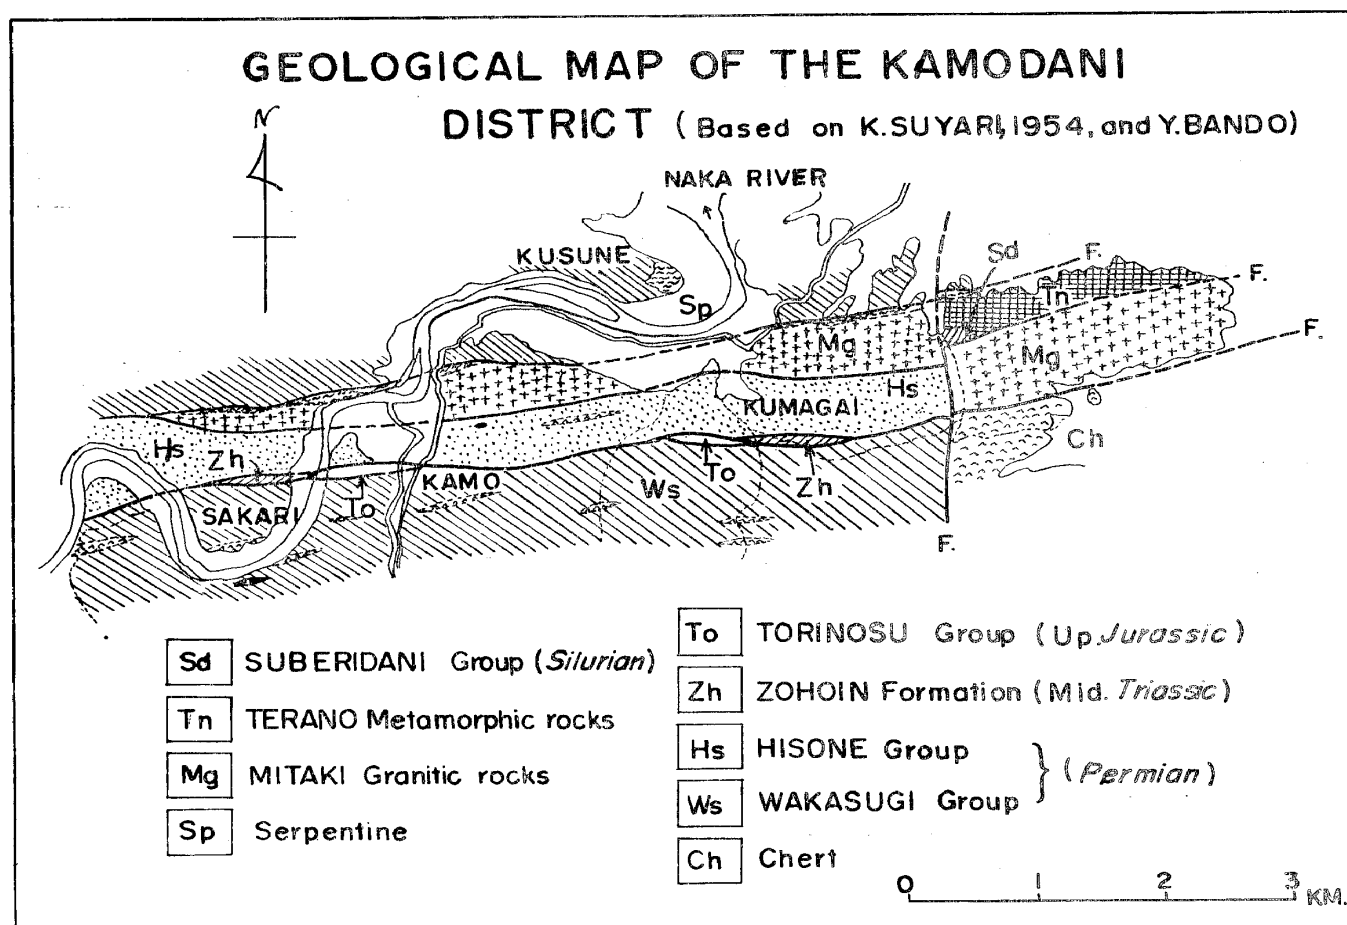 GEOLOGICAL MAP OF THE KAMODANI
DISTRICT (Based on K.SUYARI, 1954, and Y.BANDO)
N
NAKA RIVER
KUSUNE
Sd
F.
F.
Sp
Tn
F.
Mg
Mg
Hs
KUMAGAI
Hs
Ch
Zh
To
KAMO
Ws
To
Zh
SAKARI
F.
Sd SUBERIDANI Group (Silurian)
Tn TERANO Metamorphic rocks
Mg MITAKI Granitic rocks
Sp Serpentine
To TORINOSU Group (Up. Jurassic)
Zh ZOHOIN Formation (Mid. Triassic)
Hs HISONE Group
Ws WAKASUGI Group
} (Permian)
Ch Chert
0 1 2 3 KM.